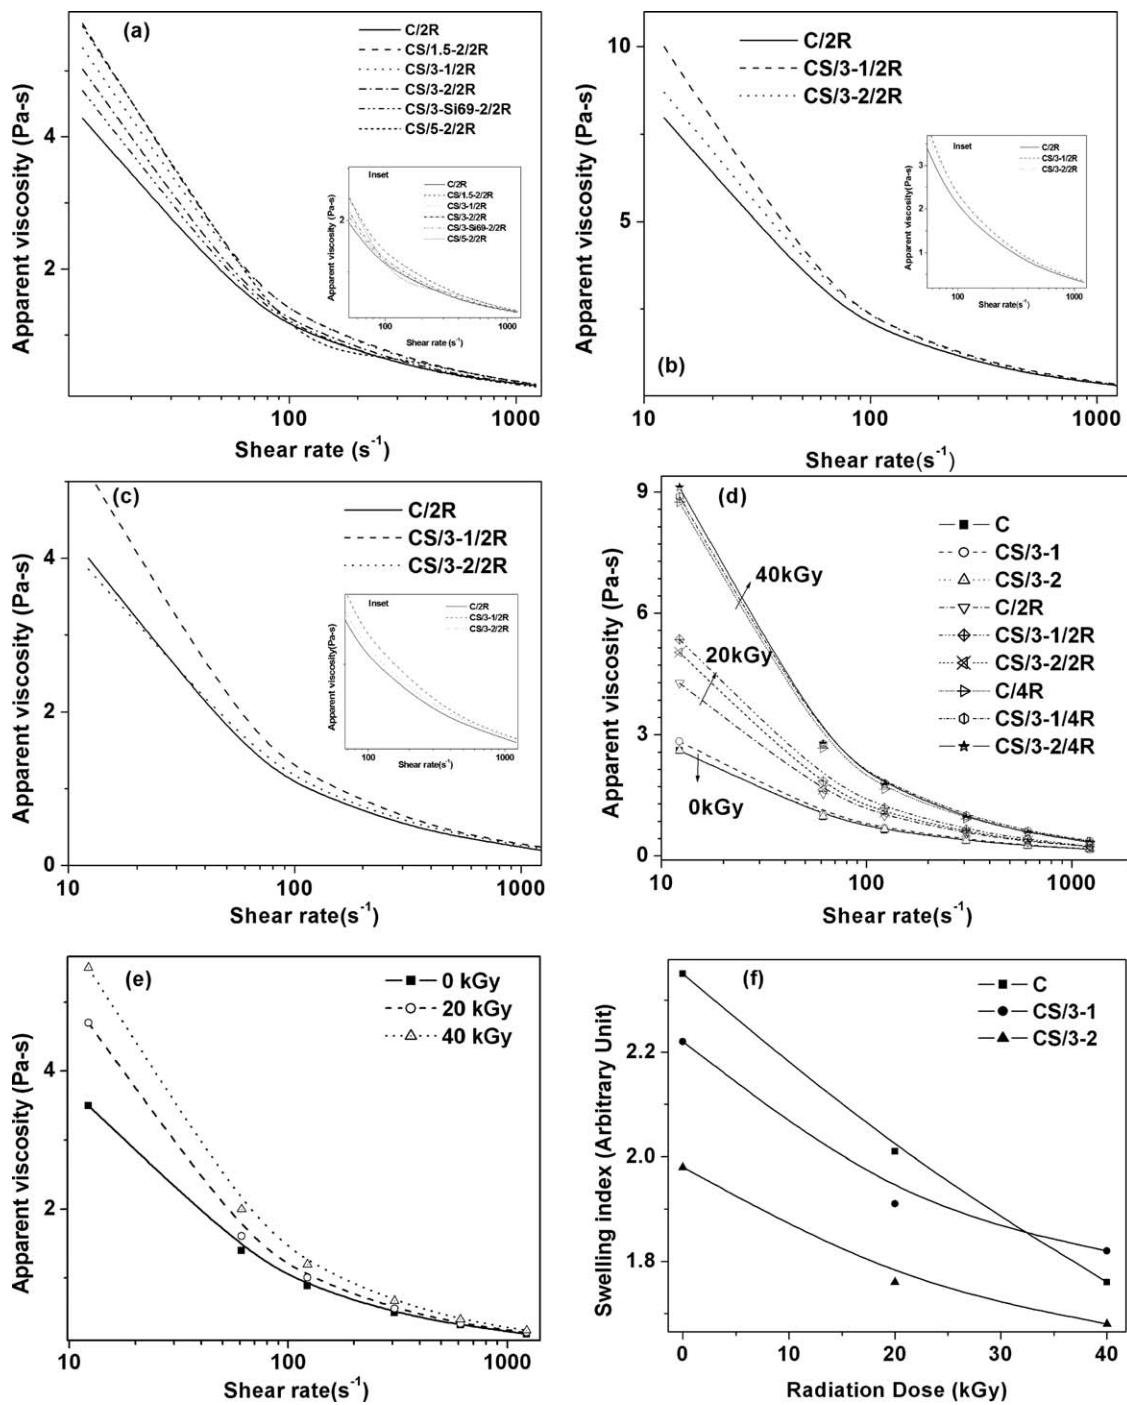 (a)
C/2R
CS/1.5-2/2R
CS/3-1/2R
CS/3-2/2R
CS/3-Si69-2/2R
CS/5-2/2R
Apparent viscosity (Pa-s)
4
2
Inset
C/2R
CS/1.5-2/2R
CS/3-1/2R
CS/3-2/2R
CS/3-Si69-2/2R
CS/5-2/2R
Apparent viscosity (Pa-s)
2
100
1000
Shear rate (s-1)
100
1000
Shear rate (s-1)
C/2R
CS/3-1/2R
CS/3-2/2R
Apparent viscosity (Pa-s)
10
5
Inset
C/2R
CS/3-1/2R
CS/3-2/2R
Apparent viscosity(Pa-s)
3
2
1
100
1000
Shear rate(s-1)
(b)
10
100
1000
Shear rate(s-1)
(c)
C/2R
CS/3-1/2R
CS/3-2/2R
Apparent viscosity (Pa-s)
4
2
0
Inset
C/2R
CS/3-1/2R
CS/3-2/2R
Apparent viscosity(Pa-s)
100
1000
Shear rate(s-1)
10
100
1000
Shear rate(s-1)
(d)
C
CS/3-1
CS/3-2
C/2R
CS/3-1/2R
CS/3-2/2R
C/4R
CS/3-1/4R
CS/3-2/4R
Apparent viscosity (Pa-s)
9
6
3
0
40kGy
20kGy
0kGy
10
100
1000
Shear rate(s-1)
(e)
0 kGy
20 kGy
40 kGy
Apparent viscosity (Pa-s)
4
2
10
100
1000
Shear rate(s-1)
(f)
C
CS/3-1
CS/3-2
Swelling index (Arbitrary Unit)
2.2
2.0
1.8
0
10
20
30
40
Radiation Dose (kGy)